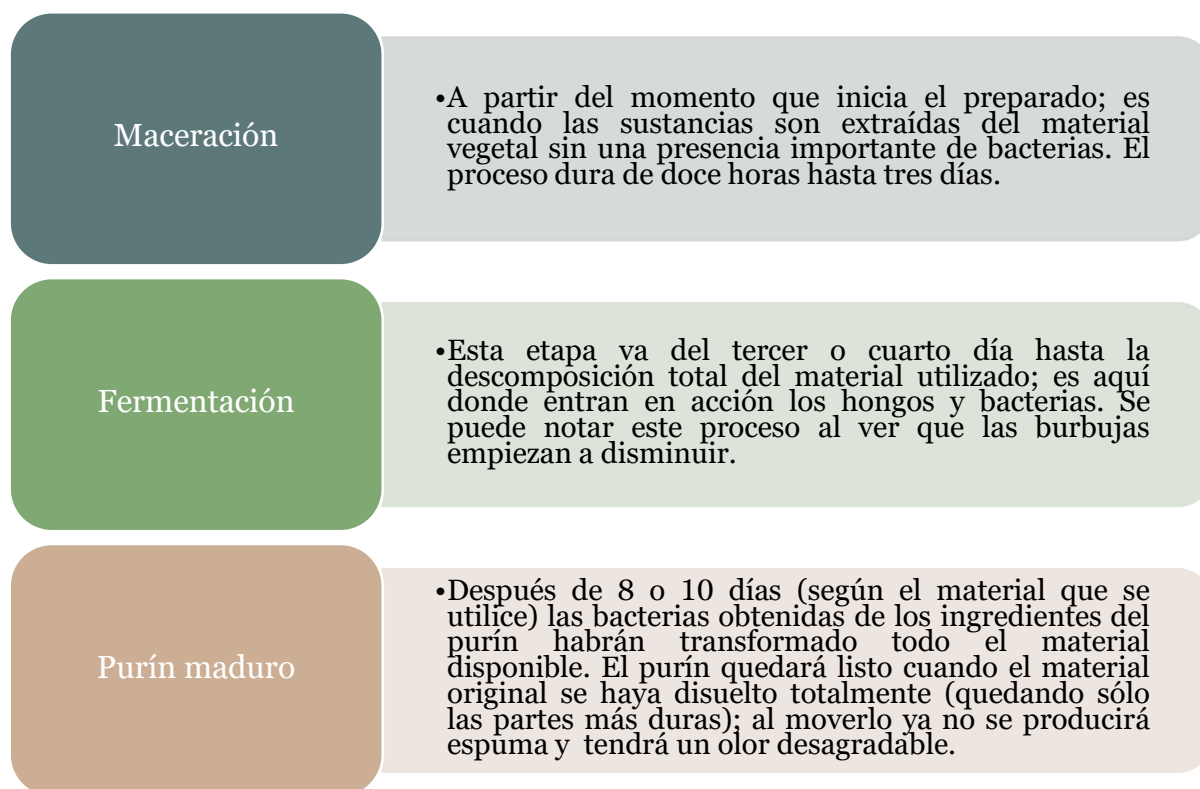 Maceración
•A partir del momento que inicia el preparado; es
cuando las sustancias son extraídas del material
vegetal sin una presencia importante de bacterias. El
proceso dura de doce horas hasta tres días.
Fermentación
•Esta etapa va del tercer o cuarto día hasta la
descomposición total del material utilizado; es aquí
donde entran en acción los hongos y bacterias. Se
puede notar este proceso al ver que las burbujas
empiezan a disminuir.
Purín maduro
•Después de 8 o 10 días (según el material que se
utilice) las bacterias obtenidas de los ingredientes del
purín habrán transformado todo el material
disponible. El purín quedará listo cuando el material
original se haya disuelto totalmente (quedando sólo
las partes más duras); al moverlo ya no se producirá
espuma y tendrá un olor desagradable.